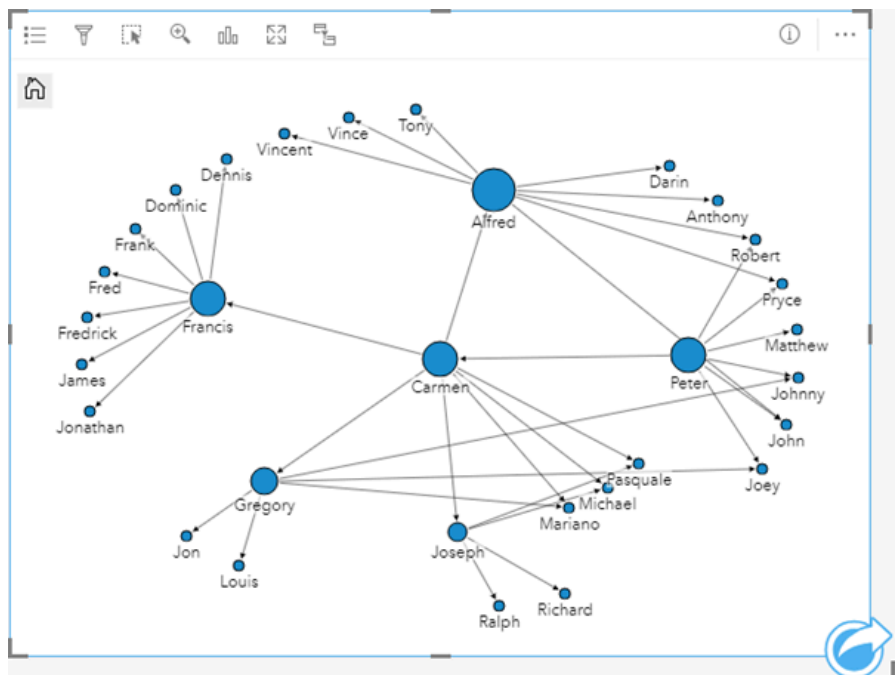 Tony
Vince
Vincent
Dennis
Darin
Dominic
Anthony
Alfred
Frank
Robert
Fred
Pryce
Francis
Fredrick
Matthew
James
Carmen
Peter
Johnny
Jonathan
John
Pasquale
Joey
Gregory
Michael
Mariano
Jon
Joseph
Louis
Richard
Ralph